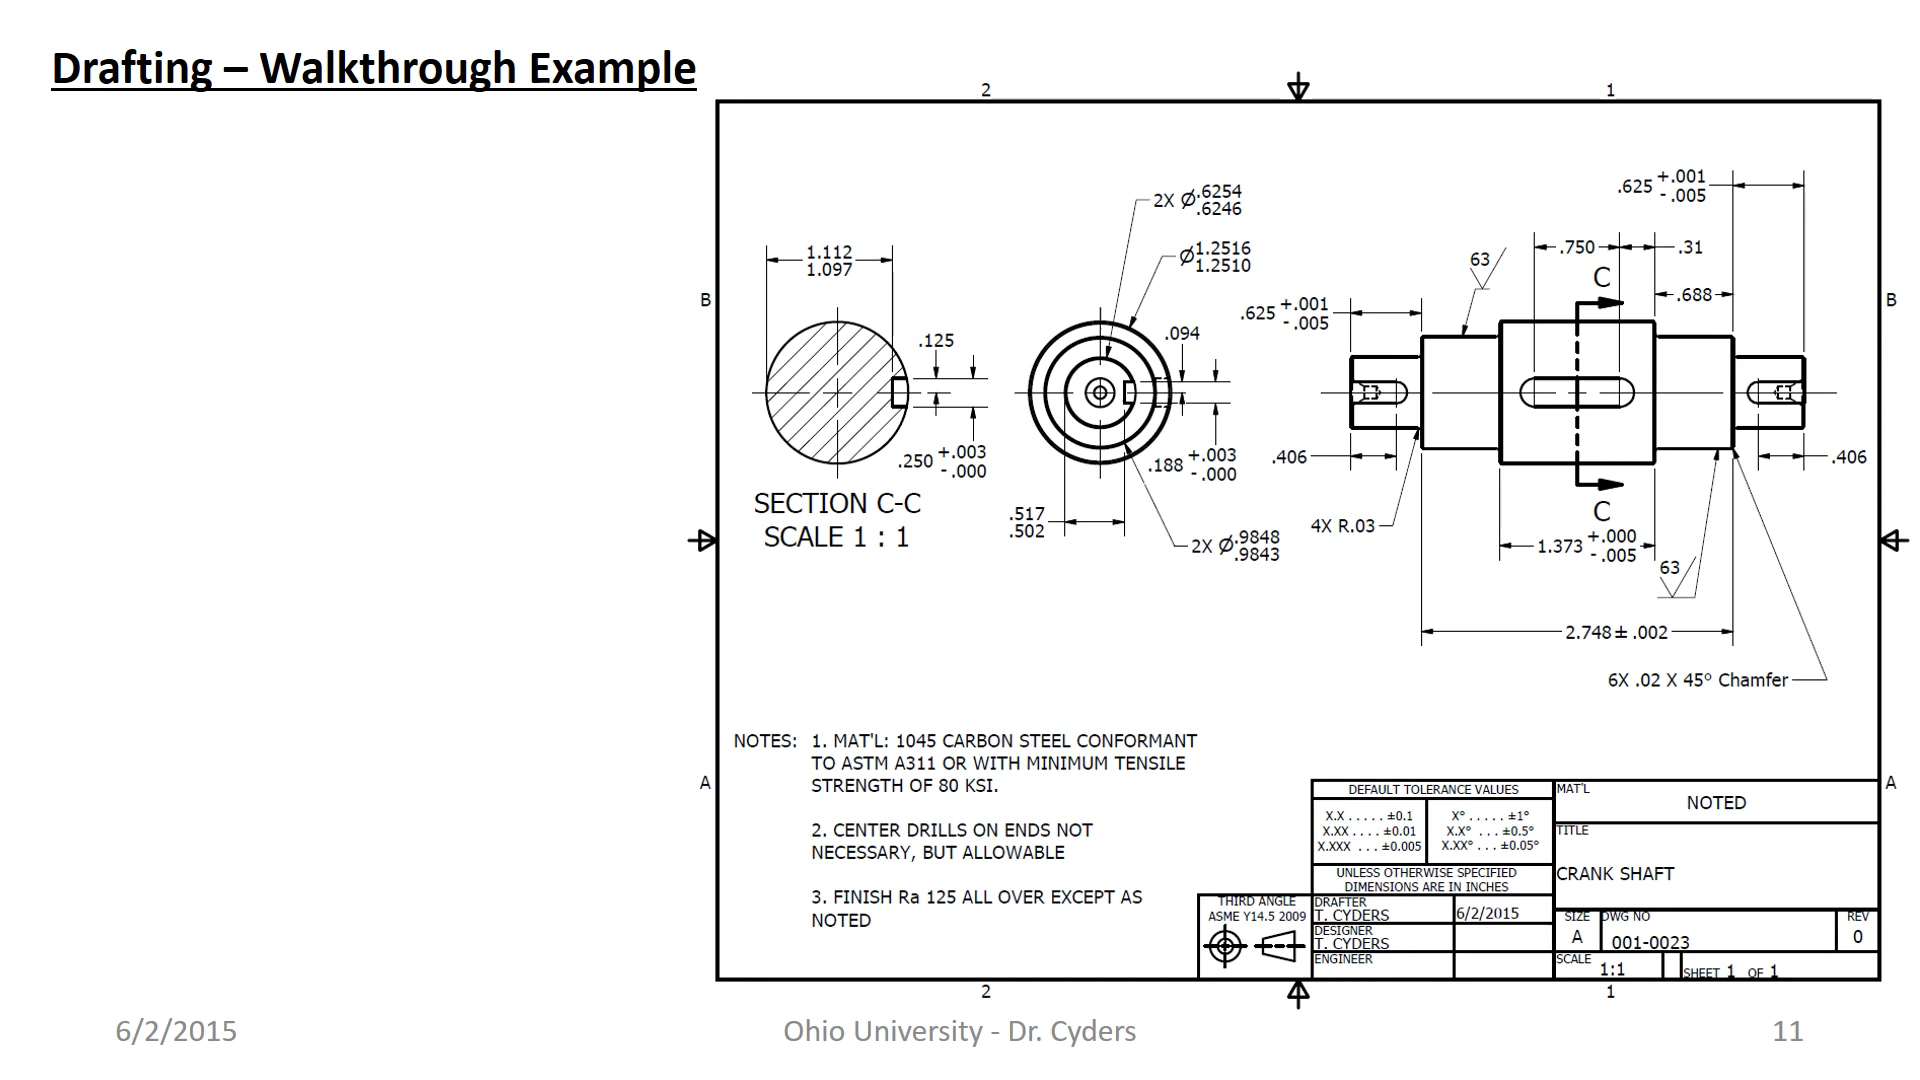 Drafting – Walkthrough Example
2
1
B
B
A
A
2
1
1.112
1.097
.125
.250 +.003
-.000
SECTION C-C
SCALE 1 : 1
2X Ø.6254
.6246
Ø1.2516
1.2510
.094
.188 +.003
-.000
.517
.502
2X Ø.9848
.9843
.625 +.001
-.005
.625 +.001
-.005
63
.750
.31
C
.688
.406
.406
4X R.03
C
1.373 +.000
-.005
63
2.748± .002
6X .02 X 45° Chamfer
NOTES: 1. MAT'L: 1045 CARBON STEEL CONFORMANT
TO ASTM A311 OR WITH MINIMUM TENSILE
STRENGTH OF 80 KSI.
2. CENTER DRILLS ON ENDS NOT
NECESSARY, BUT ALLOWABLE
3. FINISH Ra 125 ALL OVER EXCEPT AS
NOTED
DEFAULT TOLERANCE VALUES
X.X ..... ±0.1
X.XX .... ±0.01
X.XXX ... ±0.005
X° ..... ±1°
X.X° ... ±0.5°
X.XX° ... ±0.05°
UNLESS OTHERWISE SPECIFIED
DIMENSIONS ARE IN INCHES
THIRD ANGLE
ASME Y14.5 2009
DRAFTER
T. CYDERS
6/2/2015
DESIGNER
T. CYDERS
ENGINEER
MAT'L
NOTED
TITLE
CRANK SHAFT
SIZE
A
DWG NO
001-0023
REV
0
SCALE
1:1
SHEET 1 OF 1
6/2/2015
Ohio University - Dr. Cyders
11